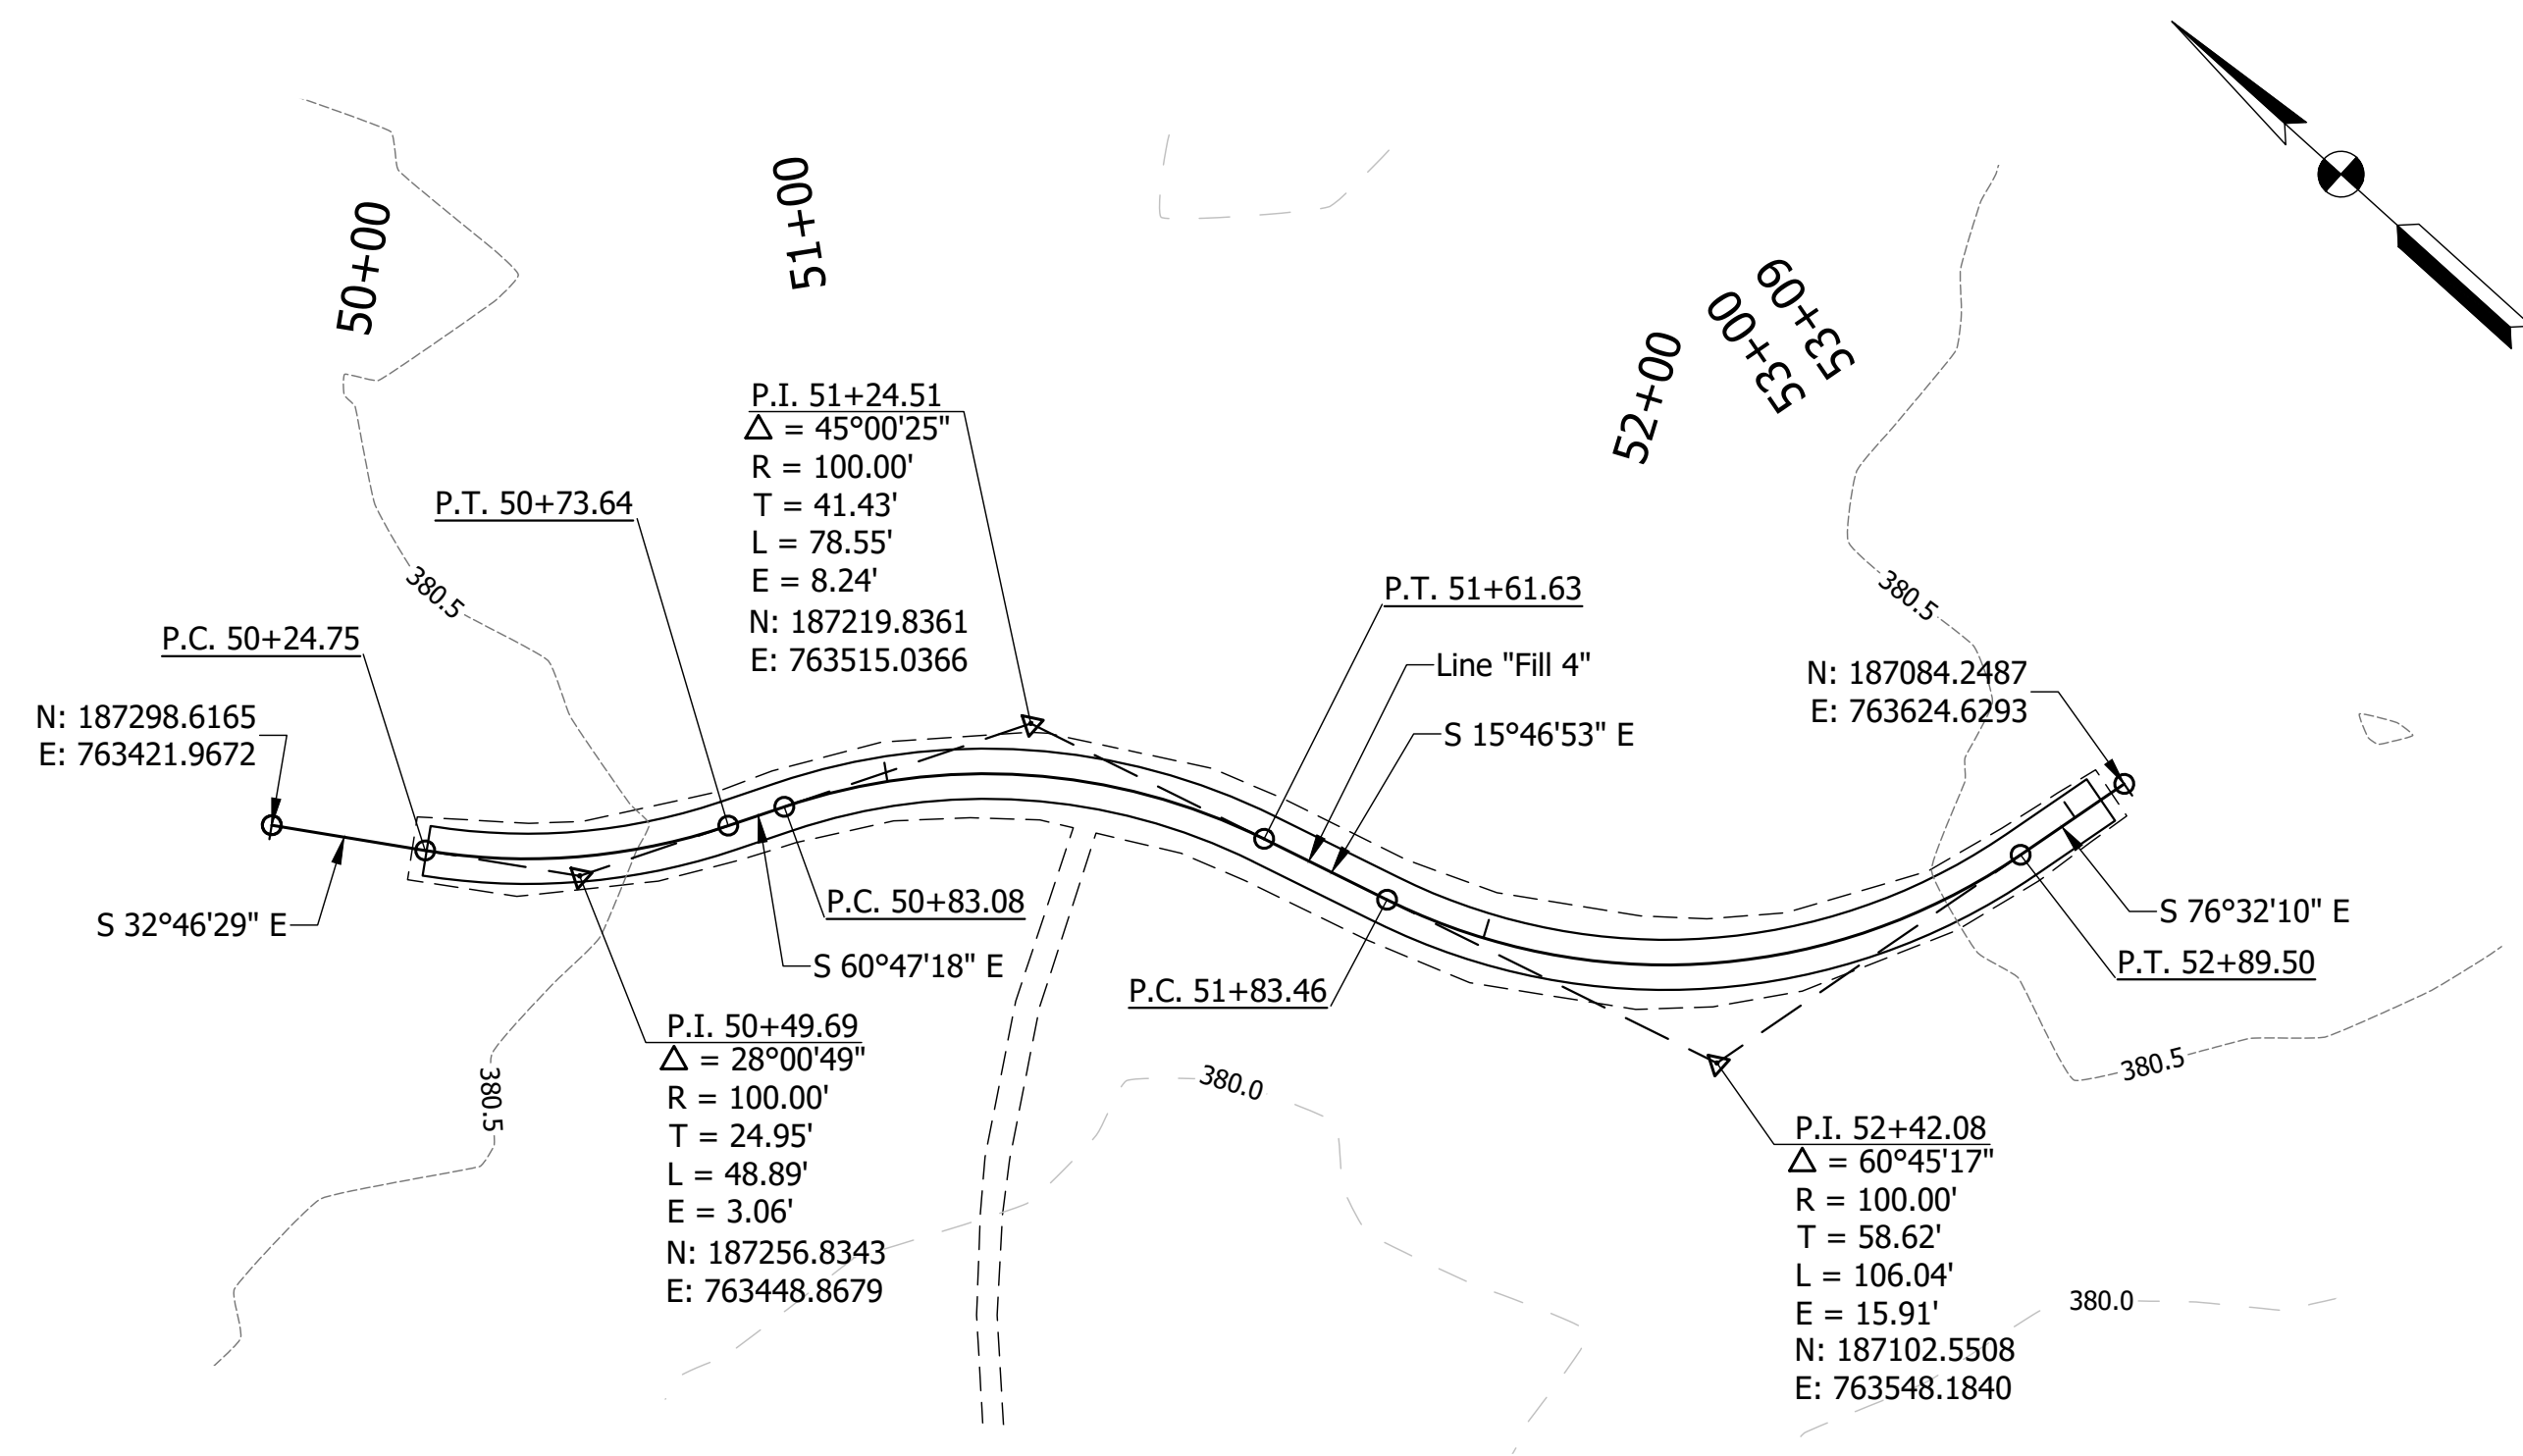 50+00
51+00
52+00
53+00
53+09
P.I. 51+24.51
△ = 45°00'25"
R = 100.00'
T = 41.43'
L = 78.55'
E = 8.24'
N: 187219.8361
E: 763515.0366
P.T. 50+73.64
380.5
P.C. 50+24.75
N: 187298.6165
E: 763421.9672
S 32°46'29" E
P.T. 51+61.63
Line "Fill 4"
S 15°46'53" E
380.5
N: 187084.2487
E: 763624.6293
P.C. 50+83.08
S 60°47'18" E
P.C. 51+83.46
S 76°32'10" E
P.T. 52+89.50
P.I. 50+49.69
△ = 28°00'49"
R = 100.00'
T = 24.95'
L = 48.89'
E = 3.06'
N: 187256.8343
E: 763448.8679
380.5
380.0
380.5
P.I. 52+42.08
△ = 60°45'17"
R = 100.00'
T = 58.62'
L = 106.04'
E = 15.91'
N: 187102.5508
E: 763548.1840
380.0